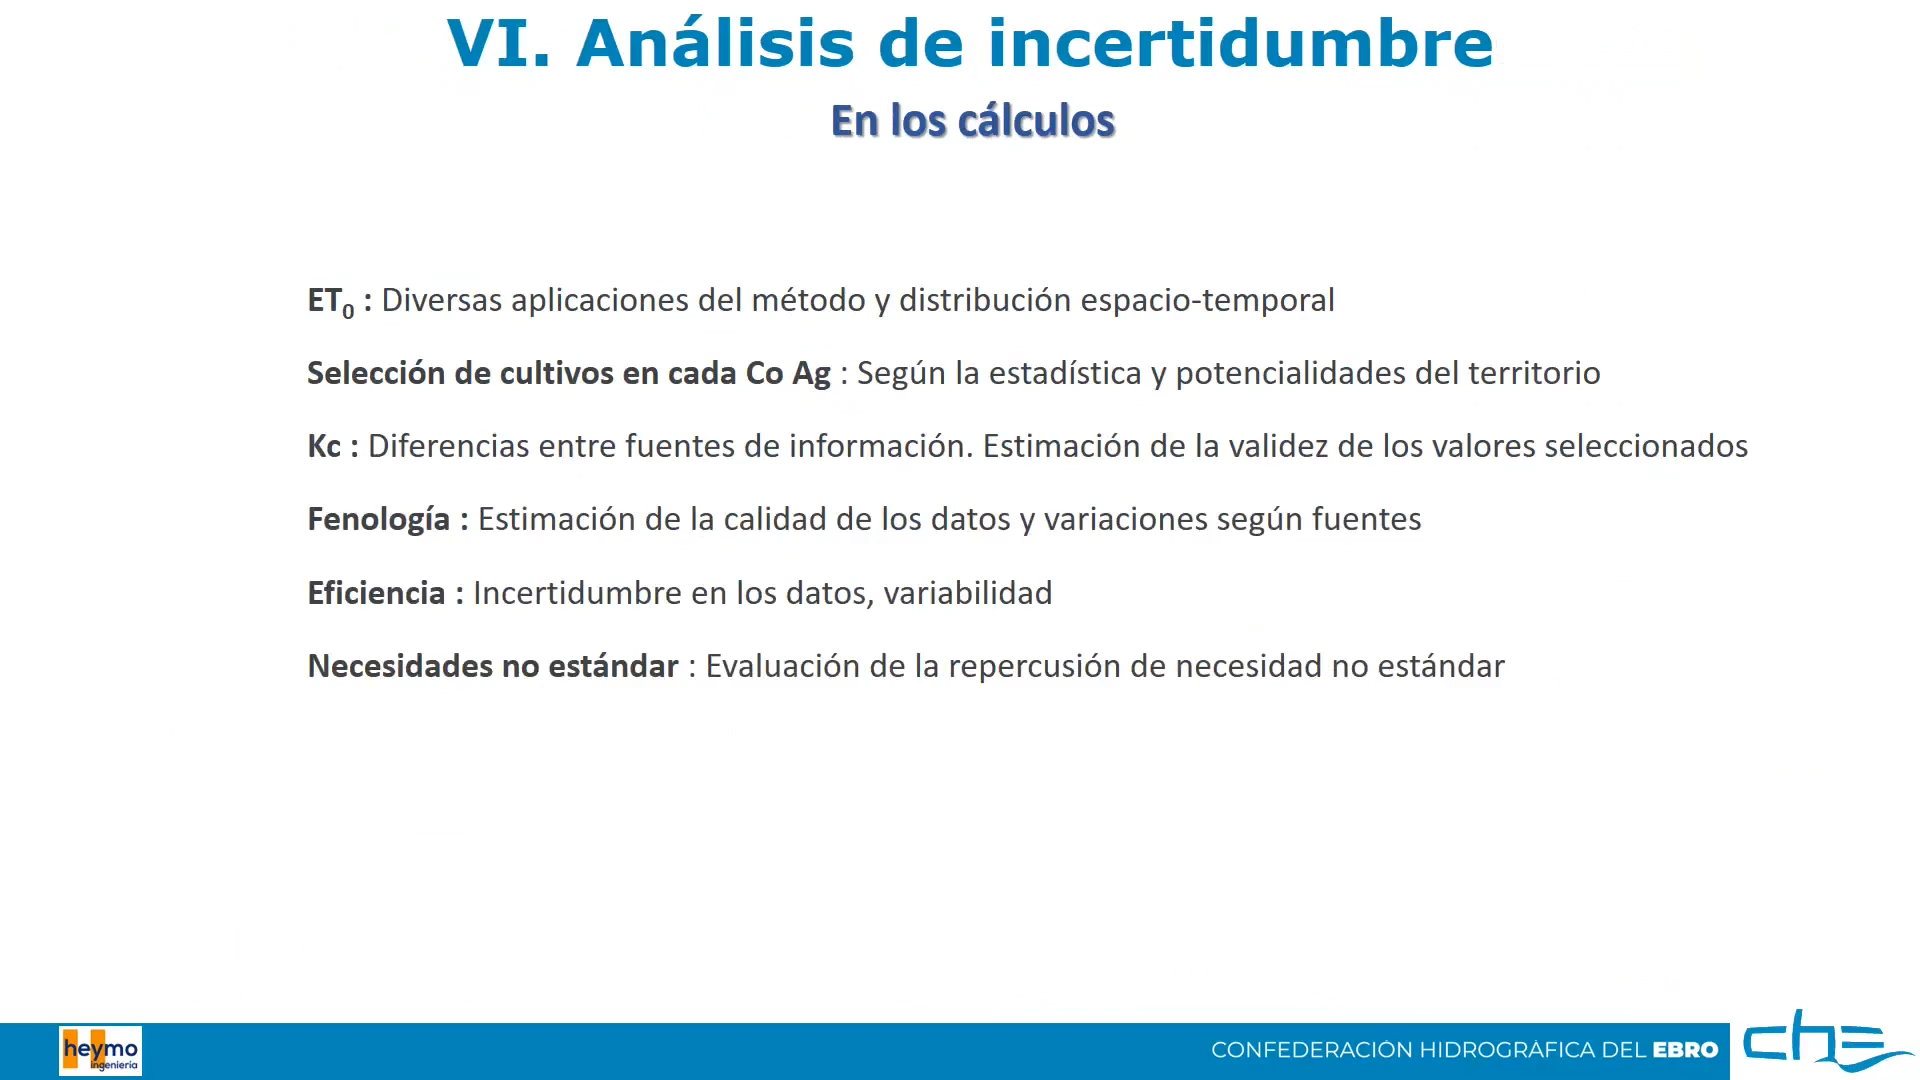 VI. Análisis de incertidumbre
En los cálculos
ET0 : Diversas aplicaciones del método y distribución espacio-temporal
Selección de cultivos en cada Co Ag : Según la estadística y potencialidades del territorio
Kc : Diferencias entre fuentes de información. Estimación de la validez de los valores seleccionados
Fenología : Estimación de la calidad de los datos y variaciones según fuentes
Eficiencia : Incertidumbre en los datos, variabilidad
Necesidades no estándar : Evaluación de la repercusión de necesidad no estándar
heymo
ingeniería
CONFEDERACIÓN HIDROGRÁFICA DEL EBRO
che